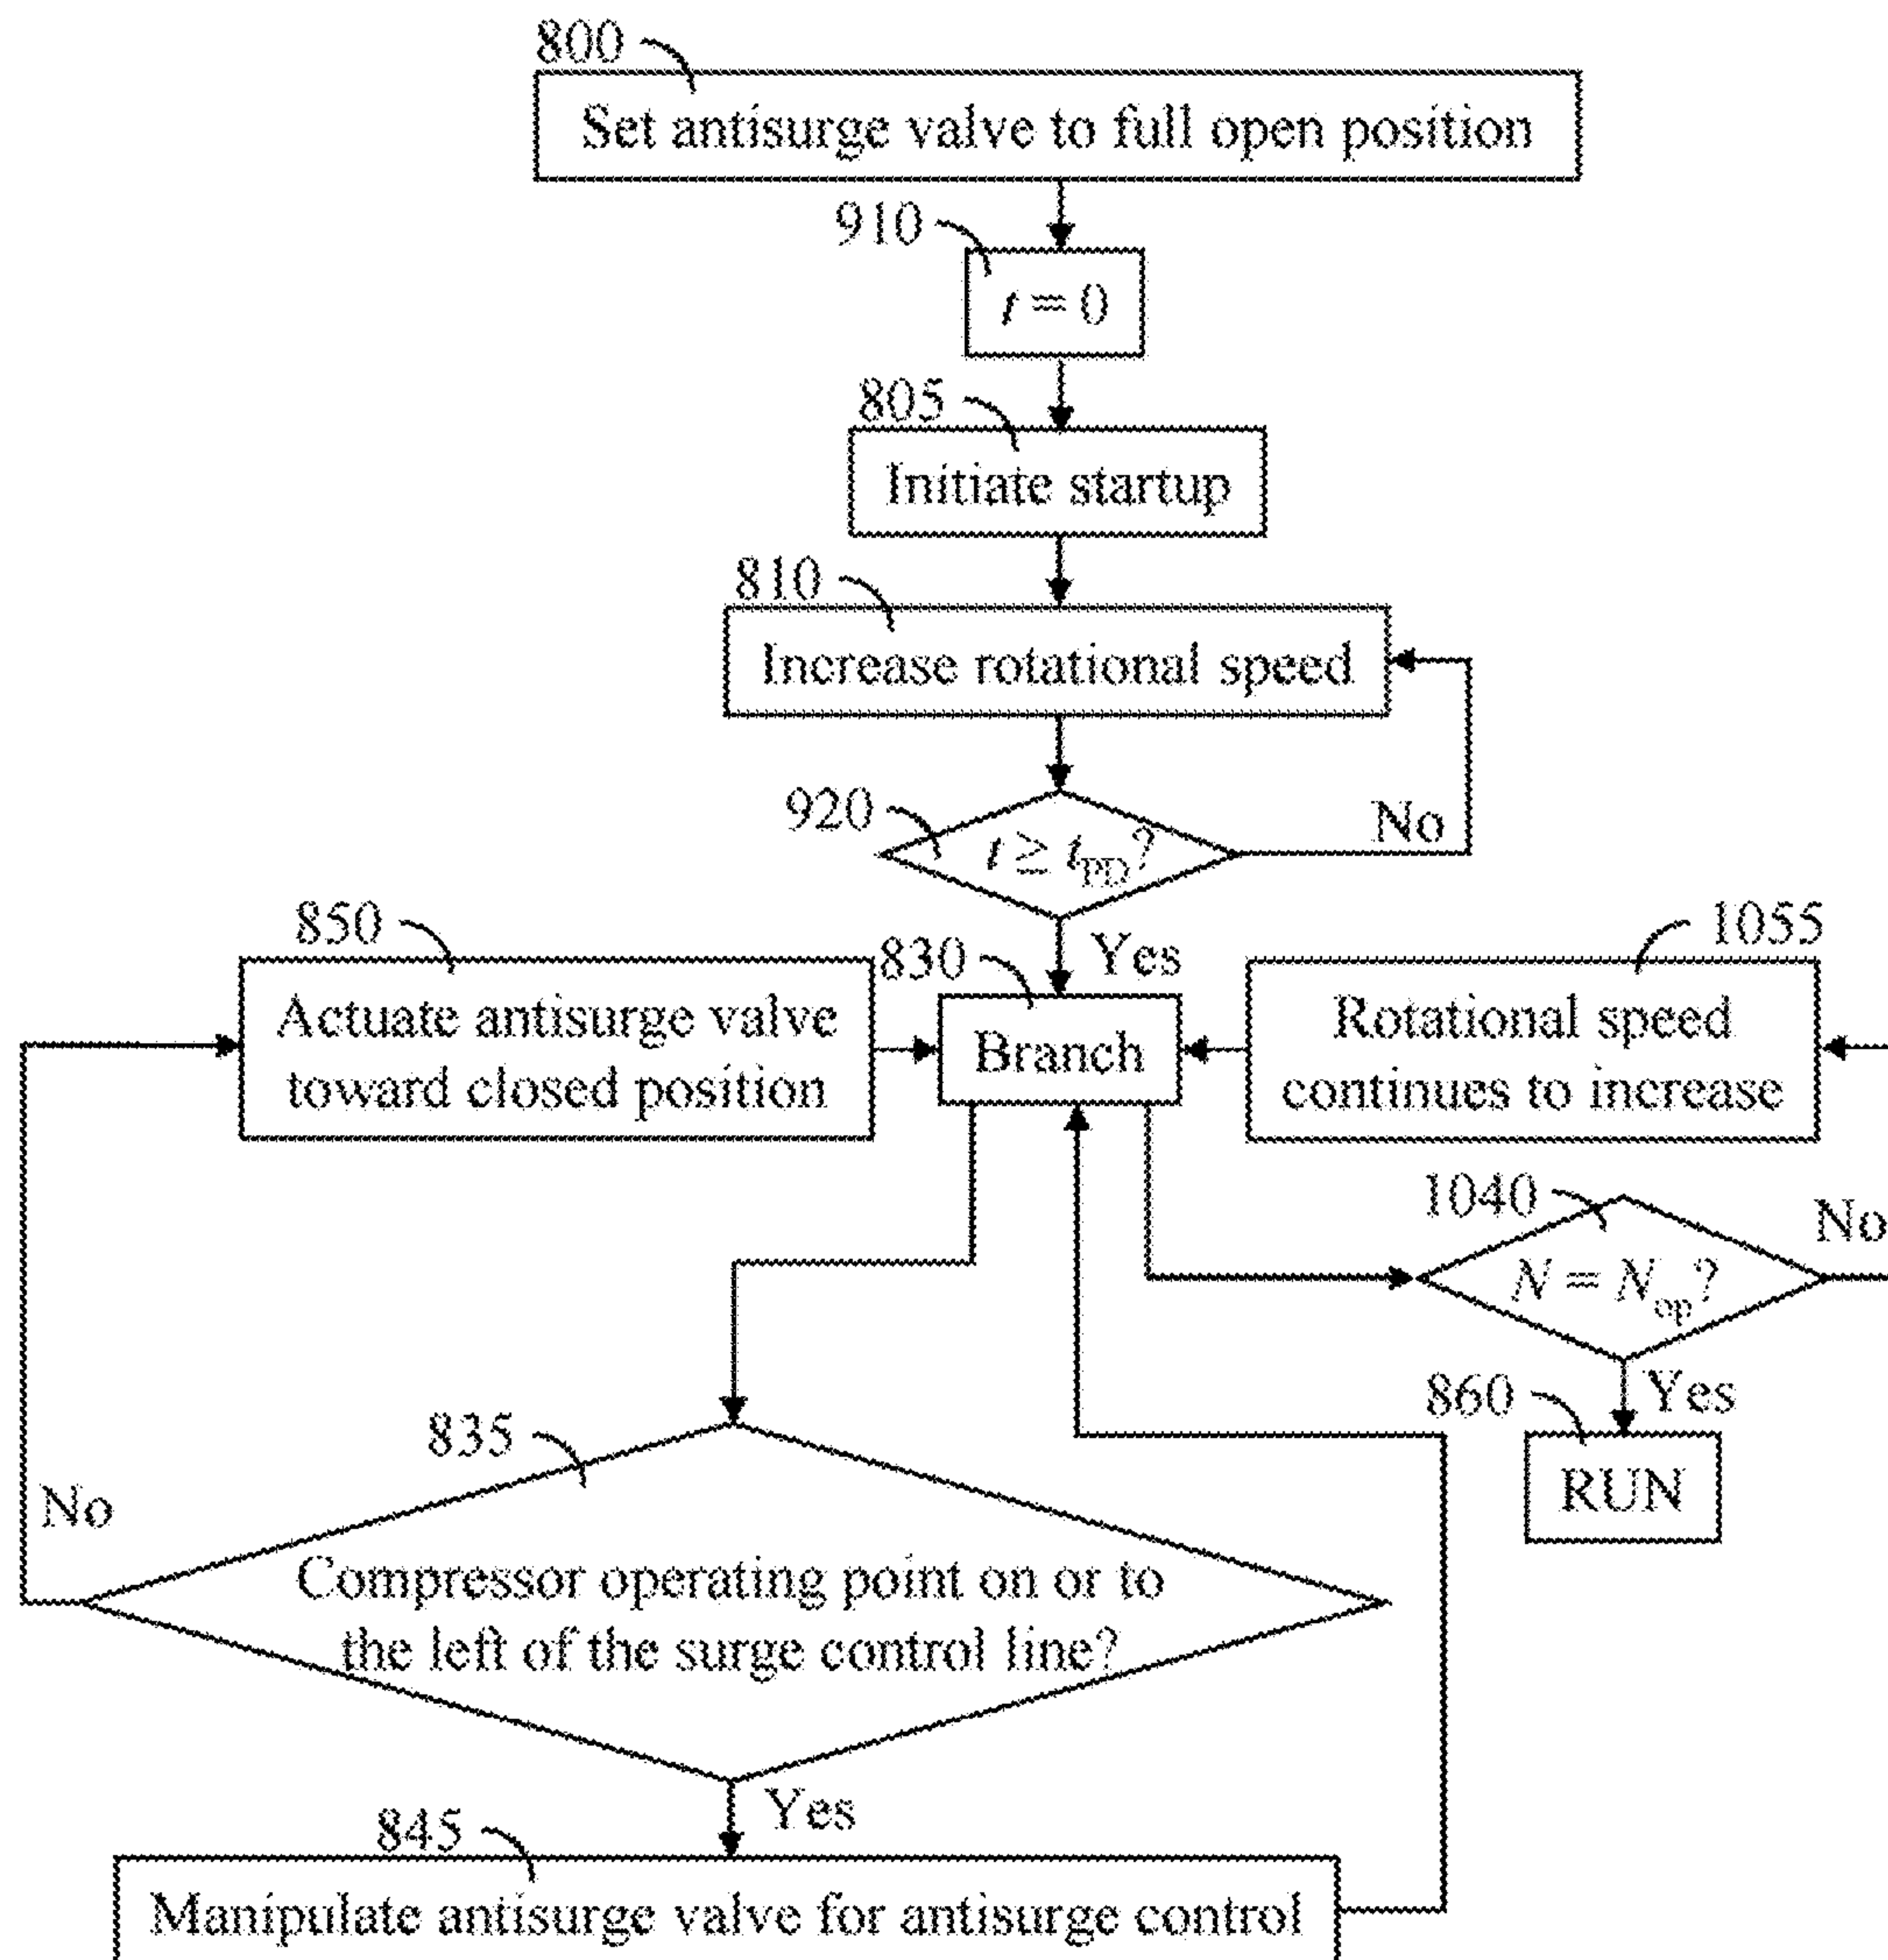 800
Set antisurge valve to full open position
910
t = 0
805
Initiate startup
810
Increase rotational speed
920
t ≥ tPD?
No
Yes
850
Actuate antisurge valve
toward closed position
830
Branch
1055
Rotational speed
continues to increase
1040
N = Nop?
No
Yes
860
RUN
835
Compressor operating point on or to
the left of the surge control line?
No
Yes
845
Manipulate antisurge valve for antisurge control